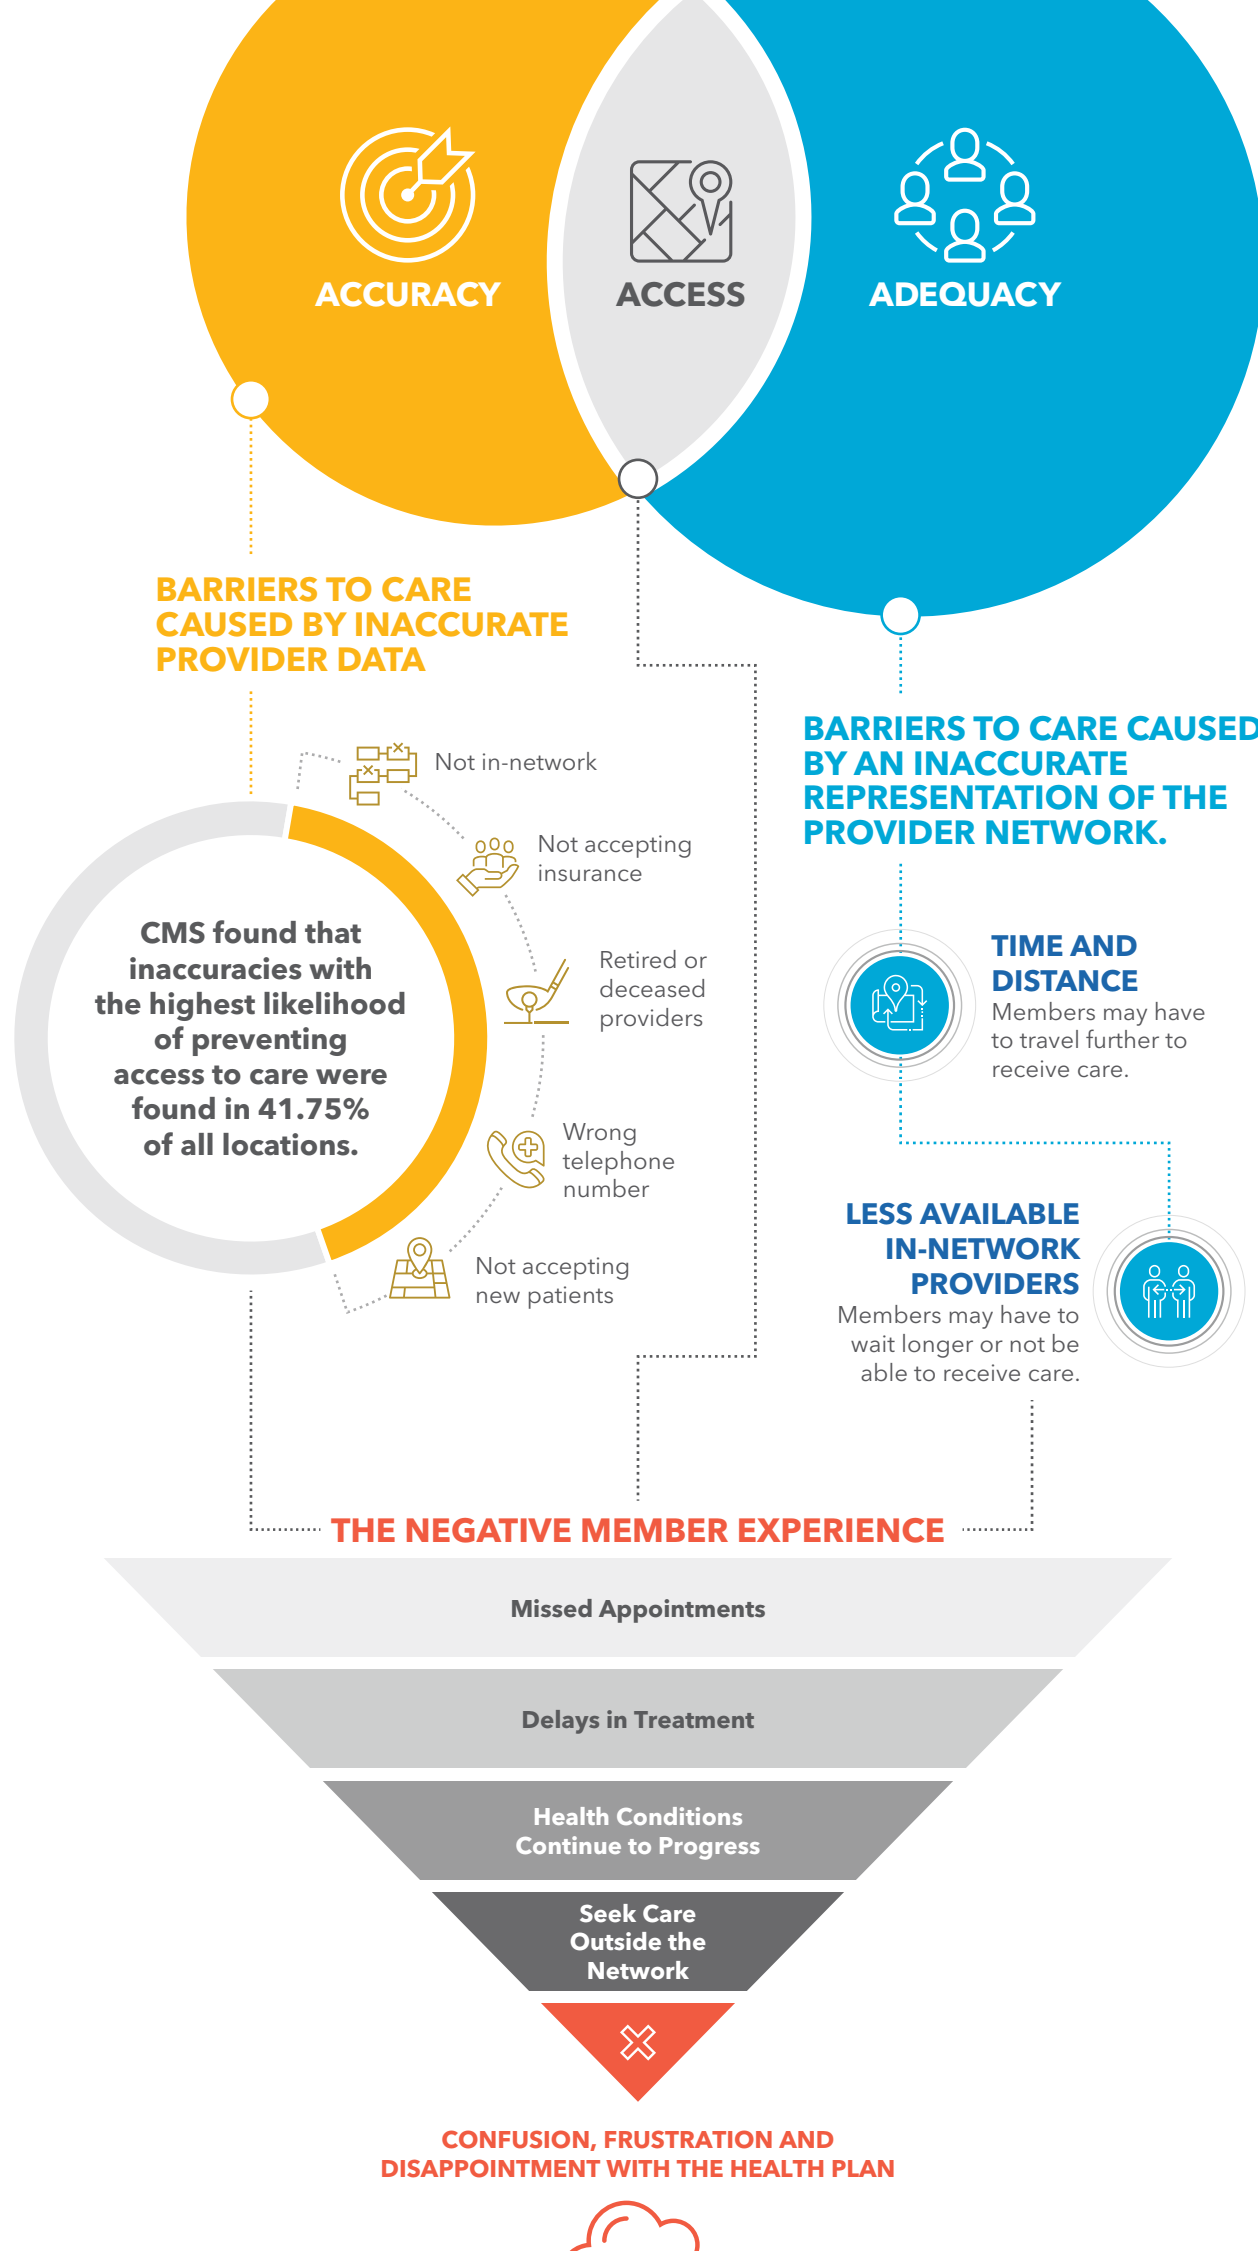 ACCURACY
ACCESS
ADEQUACY
BARRIERS TO CARE
CAUSED BY INACCURATE
PROVIDER DATA
Not in-network
Not accepting
insurance
Retired or
deceased
providers
Wrong
telephone
number
Not accepting
new patients
CMS found that
inaccuracies with
the highest likelihood
of preventing
access to care were
found in 41.75%
of all locations.
BARRIERS TO CARE CAUSED
BY AN INACCURATE
REPRESENTATION OF THE
PROVIDER NETWORK.
TIME AND
DISTANCE
Members may have
to travel further to
receive care.
LESS AVAILABLE
IN-NETWORK
PROVIDERS
Members may have to
wait longer or not be
able to receive care.
THE NEGATIVE MEMBER EXPERIENCE
Missed Appointments
Delays in Treatment
Health Conditions
Continue to Progress
Seek Care
Outside the
Network
CONFUSION, FRUSTRATION AND
DISAPPOINTMENT WITH THE HEALTH PLAN